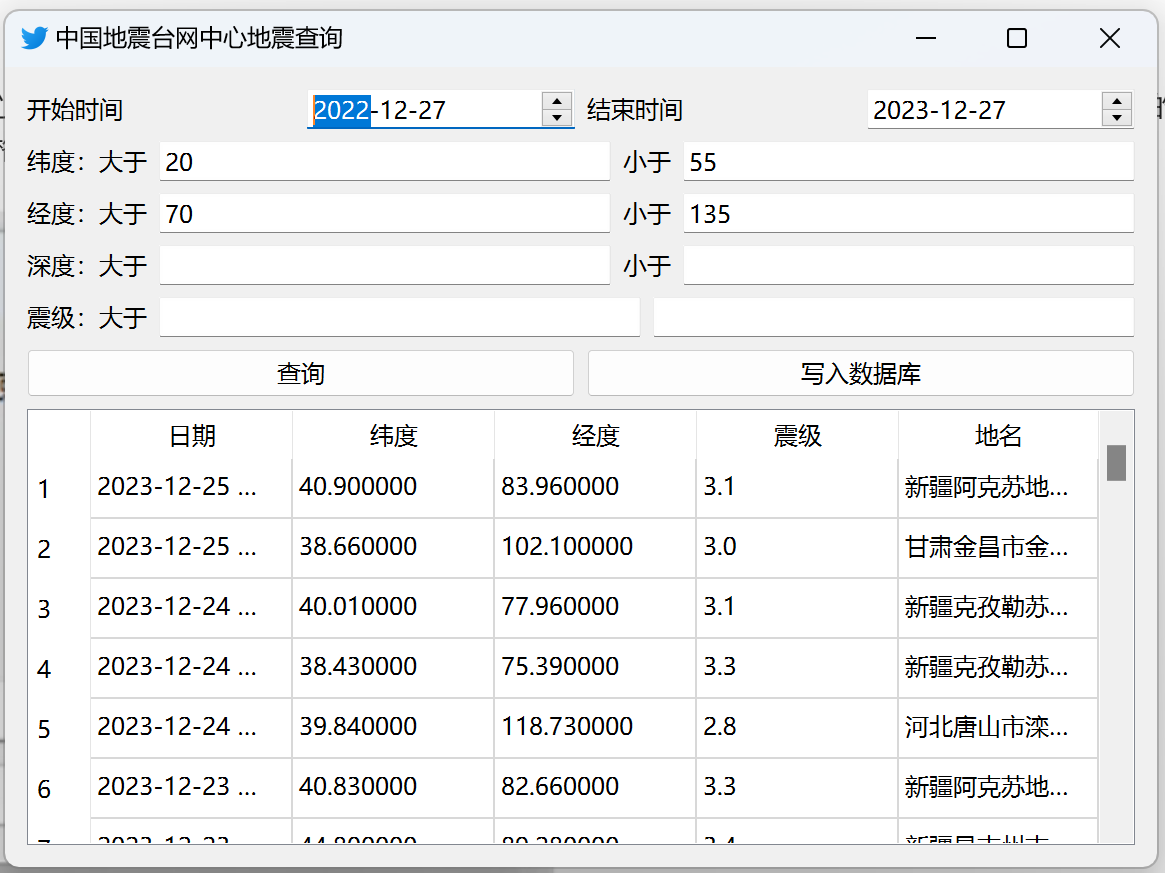 中国地震台网中心地震查询
开始时间 2022-12-27 结束时间 2023-12-27
纬度：大于 20 小于 55
经度：大于 70 小于 135
深度：大于 小于
震级：大于
查询 写入数据库
日期 纬度 经度 震级 地名
1 2023-12-25 ... 40.900000 83.960000 3.1 新疆阿克苏地...
2 2023-12-25 ... 38.660000 102.100000 3.0 甘肃金昌市金...
3 2023-12-24 ... 40.010000 77.960000 3.1 新疆克孜勒苏...
4 2023-12-24 ... 38.430000 75.390000 3.3 新疆克孜勒苏...
5 2023-12-24 ... 39.840000 118.730000 2.8 河北唐山市滦...
6 2023-12-23 ... 40.830000 82.660000 3.3 新疆阿克苏地...